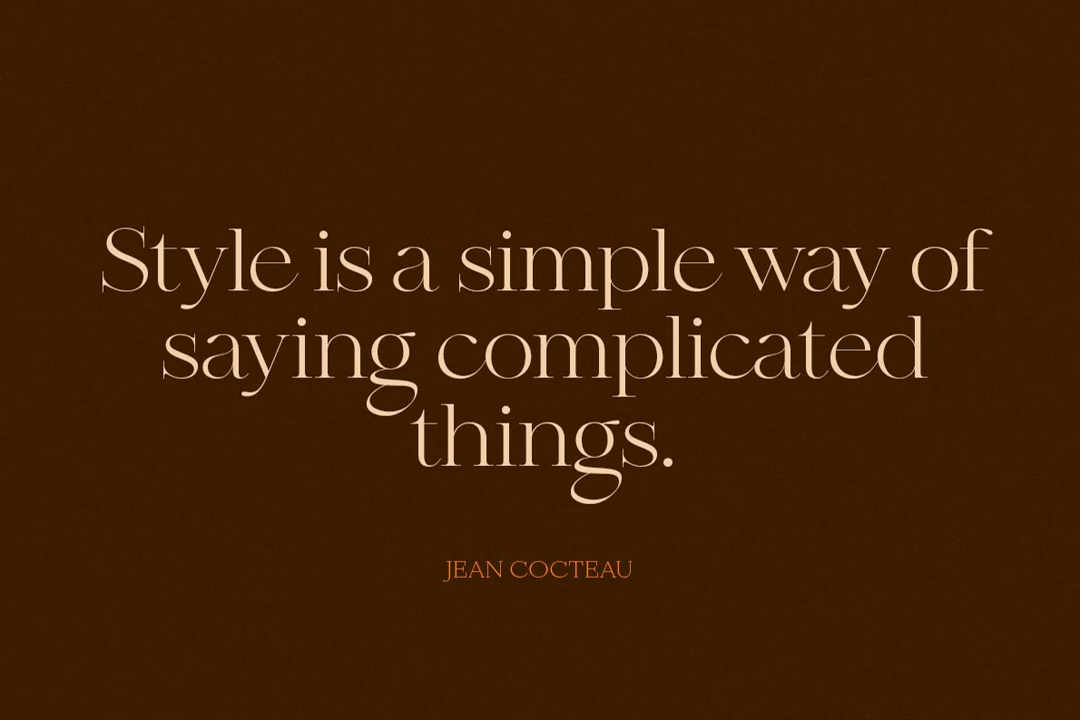 Style is a simple way of
saying complicated
things.
JEAN COCTEAU